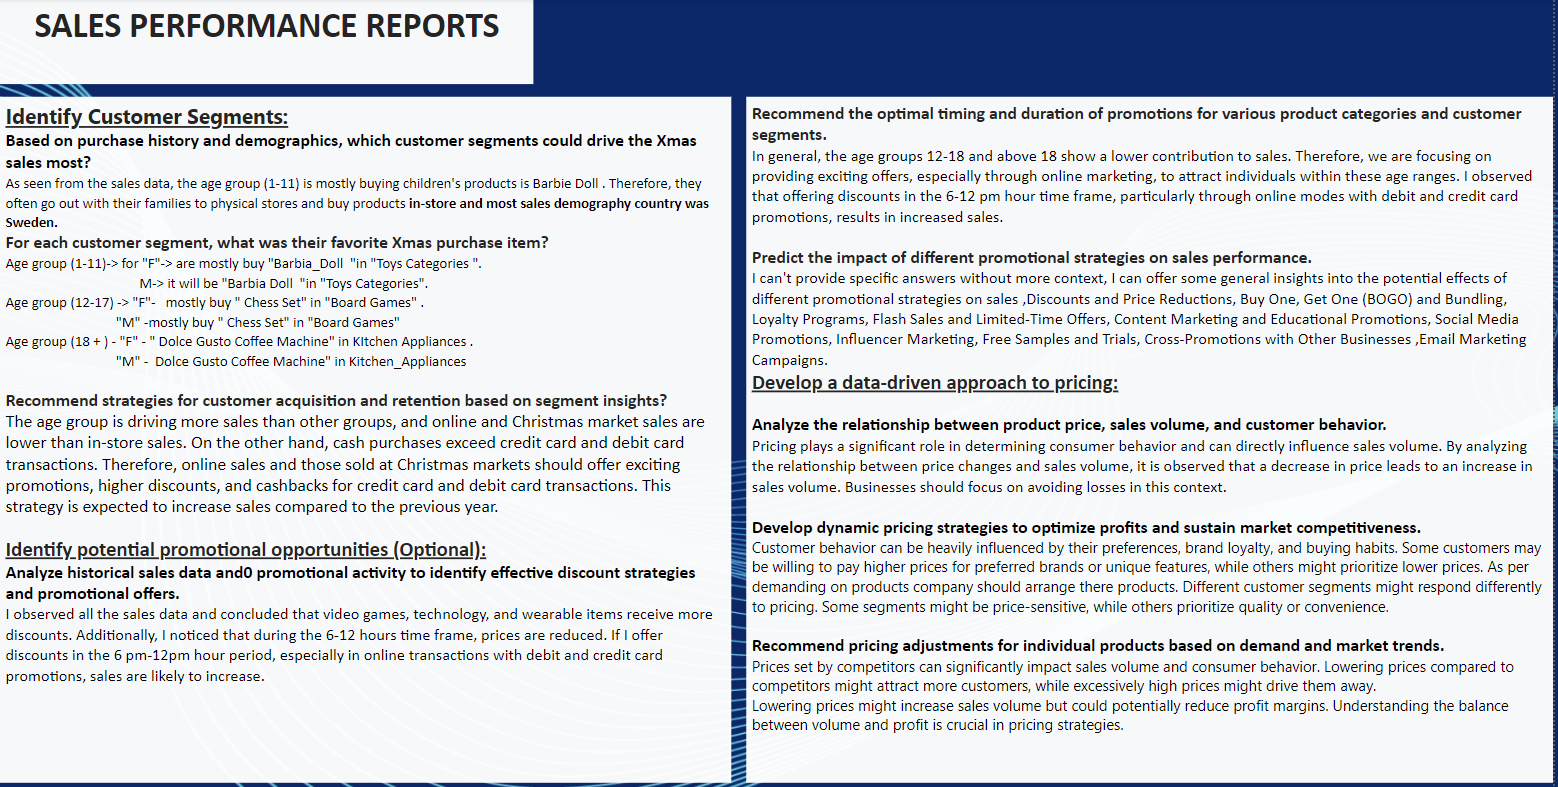 SALES PERFORMANCE REPORTS
Identify Customer Segments:
Based on purchase history and demographics, which customer segments could drive the Xmas
sales most?
As seen from the sales data, the age group (1-11) is mostly buying children's products is Barbie Doll . Therefore, they
often go out with their families to physical stores and buy products in-store and most sales demography country was
Sweden.
For each customer segment, what was their favorite Xmas purchase item?
Age group (1-11)-> for "F"-> are mostly buy "Barbia_Doll "in "Toys Categories ".
M-> it will be "Barbia Doll "in "Toys Categories".
Age group (12-17) -> "F"- mostly buy " Chess Set" in "Board Games" .
"M" -mostly buy " Chess Set" in "Board Games"
Age group (18 + ) - "F" - " Dolce Gusto Coffee Machine" in KItchen Appliances .
"M" - Dolce Gusto Coffee Machine" in Kitchen_Appliances
Recommend strategies for customer acquisition and retention based on segment insights?
The age group is driving more sales than other groups, and online and Christmas market sales are
lower than in-store sales. On the other hand, cash purchases exceed credit card and debit card
transactions. Therefore, online sales and those sold at Christmas markets should offer exciting
promotions, higher discounts, and cashbacks for credit card and debit card transactions. This
strategy is expected to increase sales compared to the previous year.
Identify potential promotional opportunities (Optional):
Analyze historical sales data and0 promotional activity to identify effective discount strategies
and promotional offers.
I observed all the sales data and concluded that video games, technology, and wearable items receive more
discounts. Additionally, I noticed that during the 6-12 hours time frame, prices are reduced. If I offer
discounts in the 6 pm-12pm hour period, especially in online transactions with debit and credit card
promotions, sales are likely to increase.
Recommend the optimal timing and duration of promotions for various product categories and customer
segments.
In general, the age groups 12-18 and above 18 show a lower contribution to sales. Therefore, we are focusing on
providing exciting offers, especially through online marketing, to attract individuals within these age ranges. I observed
that offering discounts in the 6-12 pm hour time frame, particularly through online modes with debit and credit card
promotions, results in increased sales.
Predict the impact of different promotional strategies on sales performance.
I can't provide specific answers without more context, I can offer some general insights into the potential effects of
different promotional strategies on sales ,Discounts and Price Reductions, Buy One, Get One (BOGO) and Bundling,
Loyalty Programs, Flash Sales and Limited-Time Offers, Content Marketing and Educational Promotions, Social Media
Promotions, Influencer Marketing, Free Samples and Trials, Cross-Promotions with Other Businesses ,Email Marketing
Campaigns.
Develop a data-driven approach to pricing:
Analyze the relationship between product price, sales volume, and customer behavior.
Pricing plays a significant role in determining consumer behavior and can directly influence sales volume. By analyzing
the relationship between price changes and sales volume, it is observed that a decrease in price leads to an increase in
sales volume. Businesses should focus on avoiding losses in this context.
Develop dynamic pricing strategies to optimize profits and sustain market competitiveness.
Customer behavior can be heavily influenced by their preferences, brand loyalty, and buying habits. Some customers may
be willing to pay higher prices for preferred brands or unique features, while others might prioritize lower prices. As per
demanding on products company should arrange there products. Different customer segments might respond differently
to pricing. Some segments might be price-sensitive, while others prioritize quality or convenience.
Recommend pricing adjustments for individual products based on demand and market trends.
Prices set by competitors can significantly impact sales volume and consumer behavior. Lowering prices compared to
competitors might attract more customers, while excessively high prices might drive them away.
Lowering prices might increase sales volume but could potentially reduce profit margins. Understanding the balance
between volume and profit is crucial in pricing strategies.